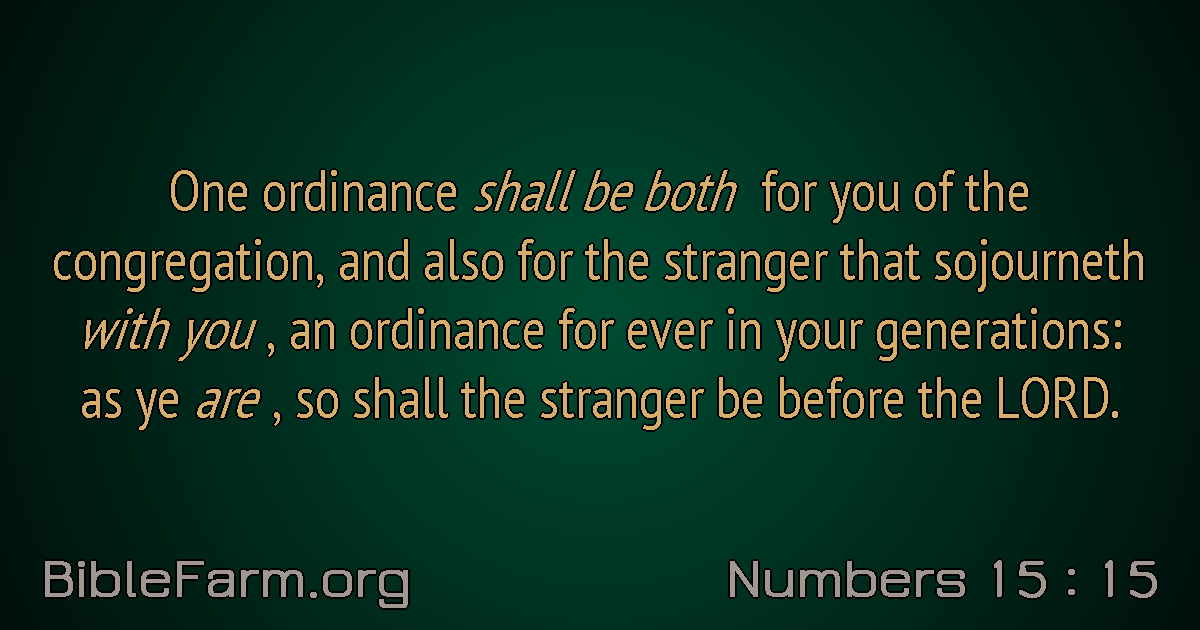 One ordinance shall be both for you of the
congregation, and also for the stranger that sojourneth
with you , an ordinance for ever in your generations:
as ye are , so shall the stranger be before the LORD.
BibleFarm.org
Numbers 15 : 15